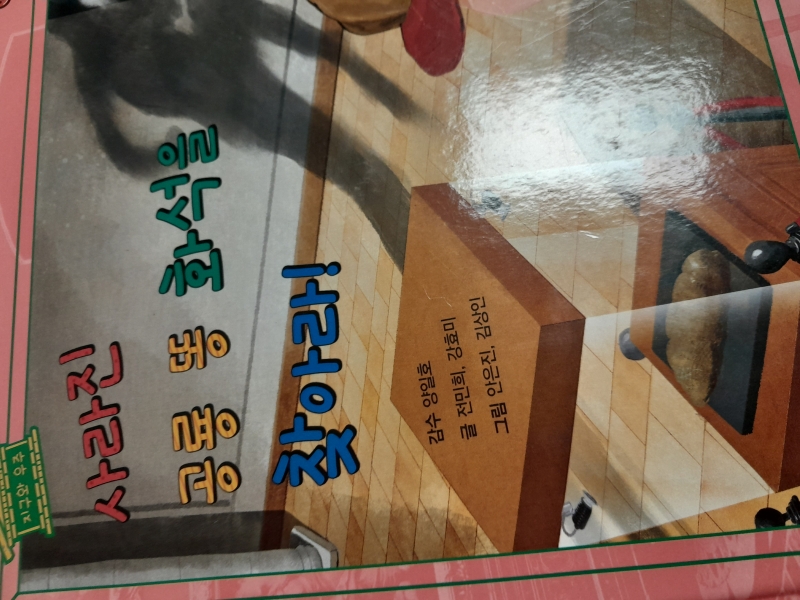 지구와 우주
사라진
공룡 똥 화석을
찾아라!
감수 양일호
글 전민희, 강효미
그림 안은진, 김상인